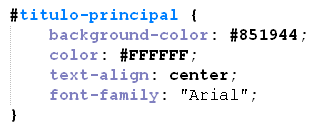 #titulo-principal {
    background-color: #851944;
    color: #FFFFFF;
    text-align: center;
    font-family: "Arial";
}